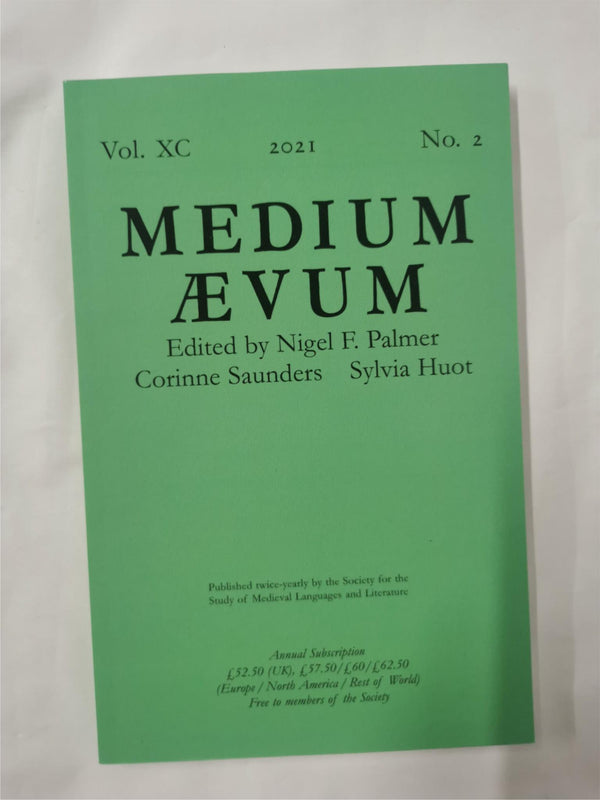 Vol. XC 2021 No. 2
MEDIUM
ÆVUM
Edited by Nigel F. Palmer
Corinne Saunders Sylvia Huot
Published twice-yearly by the Society for the
Study of Medieval Languages and Literature
Annual Subscription
£52.50 (UK), £57.50/£60/£62.50
(Europe / North America / Rest of World)
Free to members of the Society